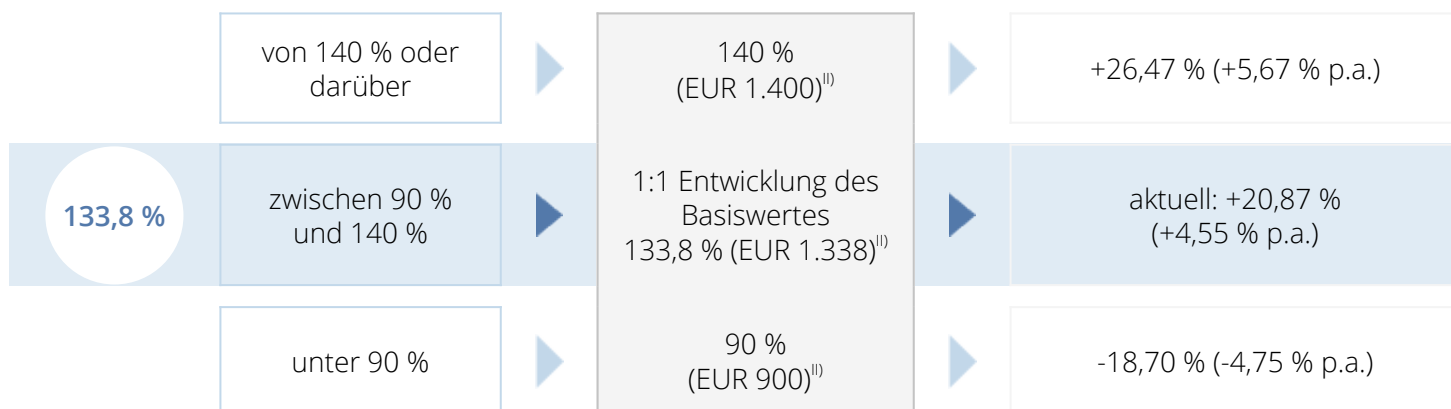 von 140 % oder
darüber
140 %
(EUR 1.400)II)
+26,47 % (+5,67 % p.a.)
133,8 %
zwischen 90 %
und 140 %
1:1 Entwicklung des
Basiswertes
133,8 % (EUR 1.338)II)
aktuell: +20,87 %
(+4,55 % p.a.)
unter 90 %
90 %
(EUR 900)II)
-18,70 % (-4,75 % p.a.)